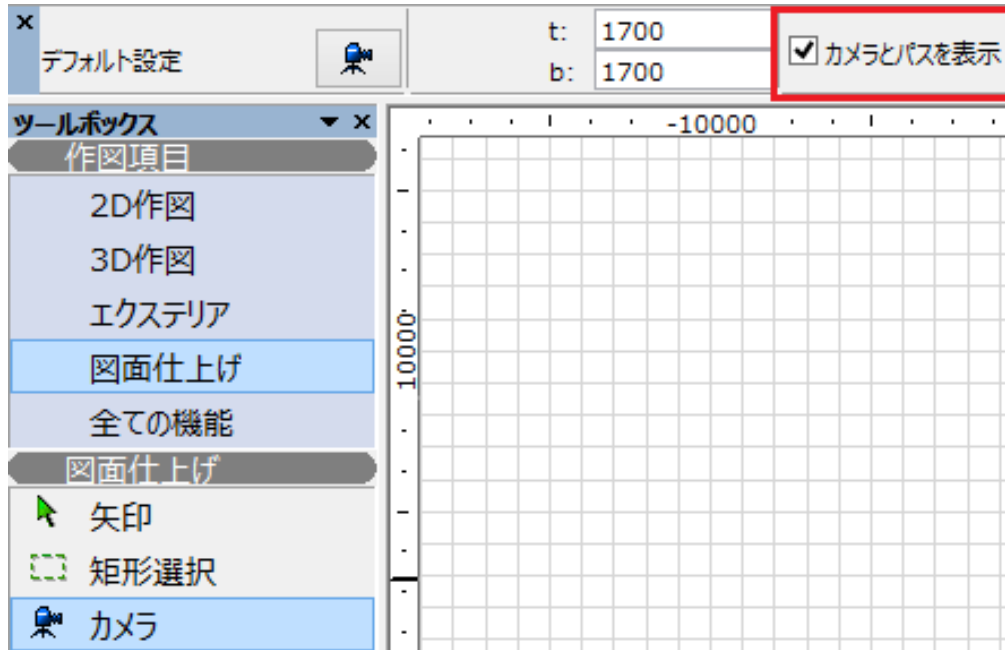 デフォルト設定
t: 1700
b: 1700
カメラとパスを表示
ツールボックス
作図項目
2D作図
3D作図
エクステリア
図面仕上げ
全ての機能
図面仕上げ
矢印
矩形選択
カメラ
-10000
10000